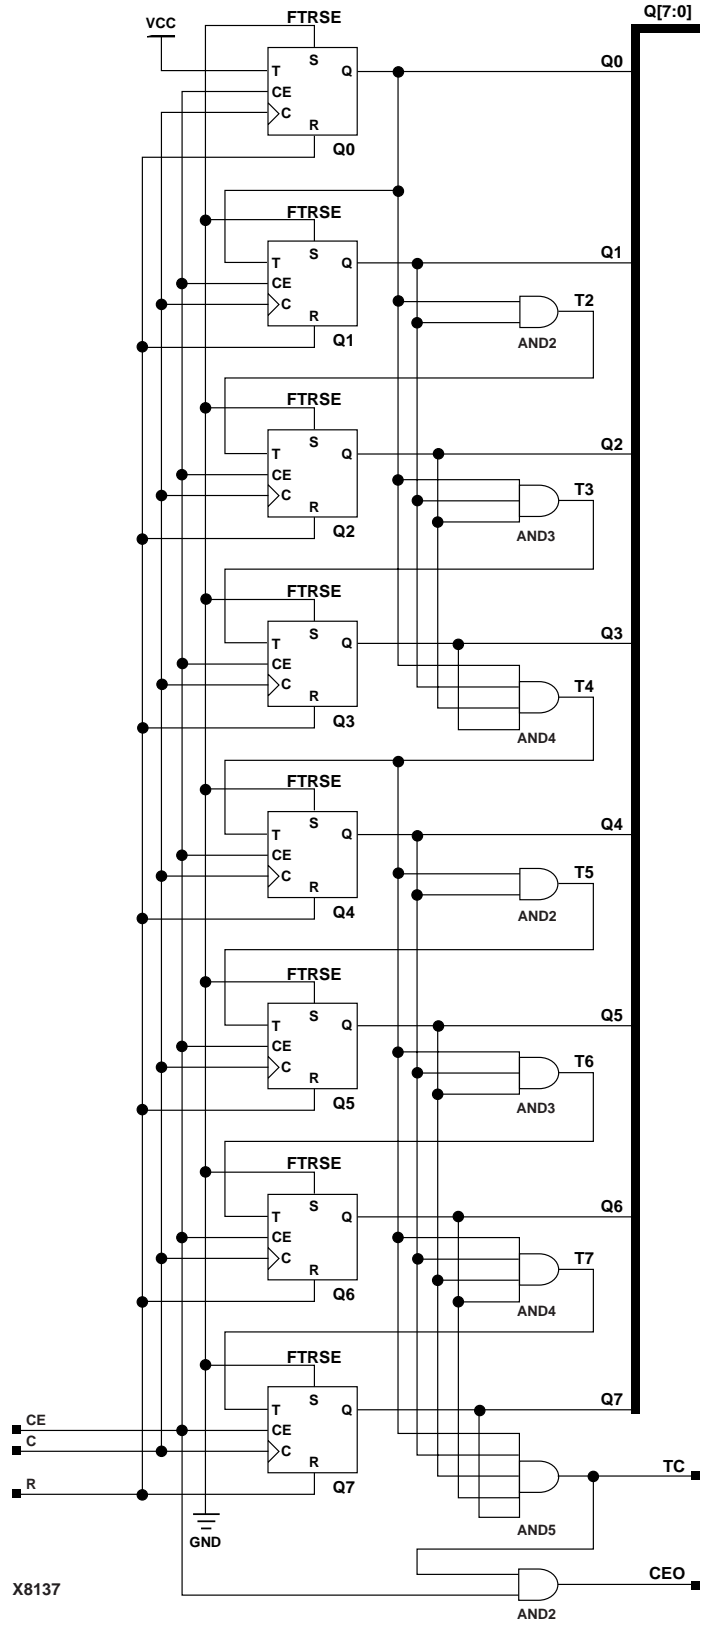 Q[7:0]
FTRSE
VCC
S
Q0
T
Q
CE
C
R
Q0
FTRSE
S
Q1
T
Q
CE
C
T2
R
Q1
AND2
FTRSE
S
Q2
T
Q
CE
C
T3
R
Q2
AND3
FTRSE
S
Q3
T
Q
CE
C
T4
R
Q3
AND4
FTRSE
S
Q4
T
Q
CE
C
T5
R
Q4
AND2
FTRSE
S
Q5
T
Q
CE
C
T6
R
Q5
AND3
FTRSE
S
Q6
T
Q
CE
C
T7
R
Q6
AND4
FTRSE
S
Q7
T
Q
CE
CE
C
C
R
TC
R
Q7
AND5
GND
CEO
X8137
AND2